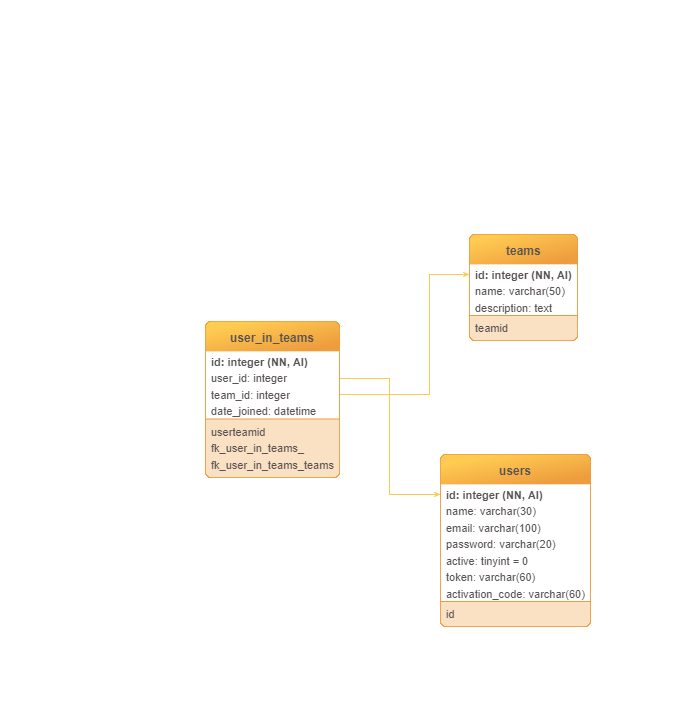 teams
id: integer (NN, AI)
name: varchar(50)
description: text
teamid
user_in_teams
id: integer (NN, AI)
user_id: integer
team_id: integer
date_joined: datetime
userteamid
fk_user_in_teams_
fk_user_in_teams_teams
users
id: integer (NN, AI)
name: varchar(30)
email: varchar(100)
password: varchar(20)
active: tinyint = 0
token: varchar(60)
activation_code: varchar(60)
id